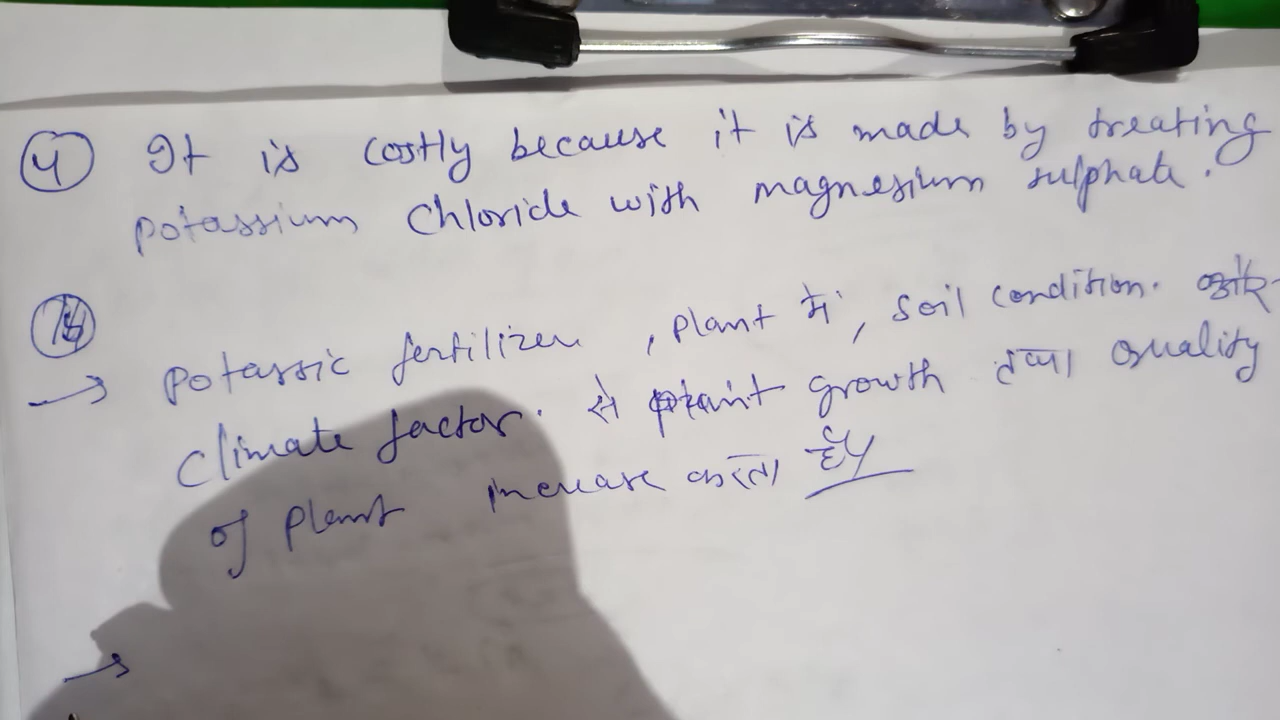 ④ It is costly because it is made by treating
potassium chloride with magnesium sulphate.
→ potassic fertilizer , plant में, soil condition. और
climate factor. से plant growth तथा quality
of plant increase करता है
→